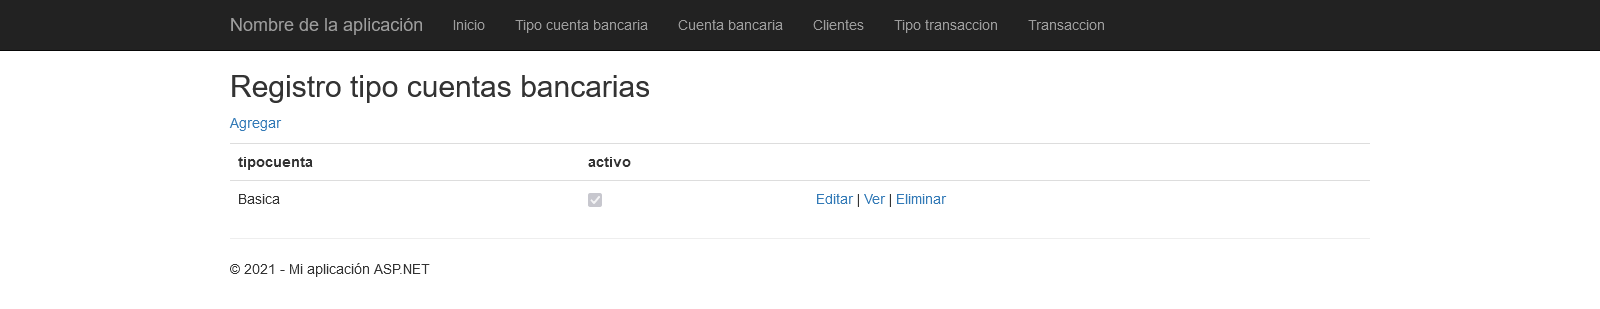 Nombre de la aplicación Inicio Tipo cuenta bancaria Cuenta bancaria Clientes Tipo transaccion Transaccion
Registro tipo cuentas bancarias
Agregar
tipocuenta activo
Basica Editar | Ver | Eliminar
© 2021 - Mi aplicación ASP.NET